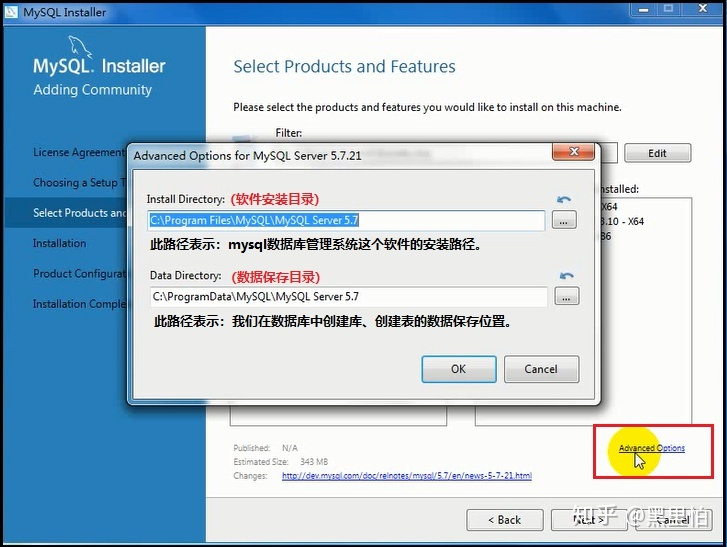 MySQL Installer
MySQL. Installer
Adding Community
License Agreement
Choosing a Setup T
Select Products and
Installation
Product Configurat
Installation Comple
Select Products and Features
Please select the products and features you would like to install on this machine.
Filter:
Edit
nstalled:
X64
3.10 - X64
86
Advanced Options for MySQL Server 5.7.21
Install Directory: (软件安装目录)
C:\Program Files\MySQL\MySQL Server 5.7
...
此路径表示：mysql数据库管理系统这个软件的安装路径。
Data Directory: (数据保存目录)
C:\ProgramData\MySQL\MySQL Server 5.7
...
此路径表示：我们在数据库中创建库、创建表的数据保存位置。
OK
Cancel
Published: N/A
Estimated Size: 343 MB
Changes: http://dev.mysql.com/doc/relnotes/mysql/5.7/en/news-5-7-21.html
Advanced Options
< Back
Next >
Cancel
知乎 @黑里怕